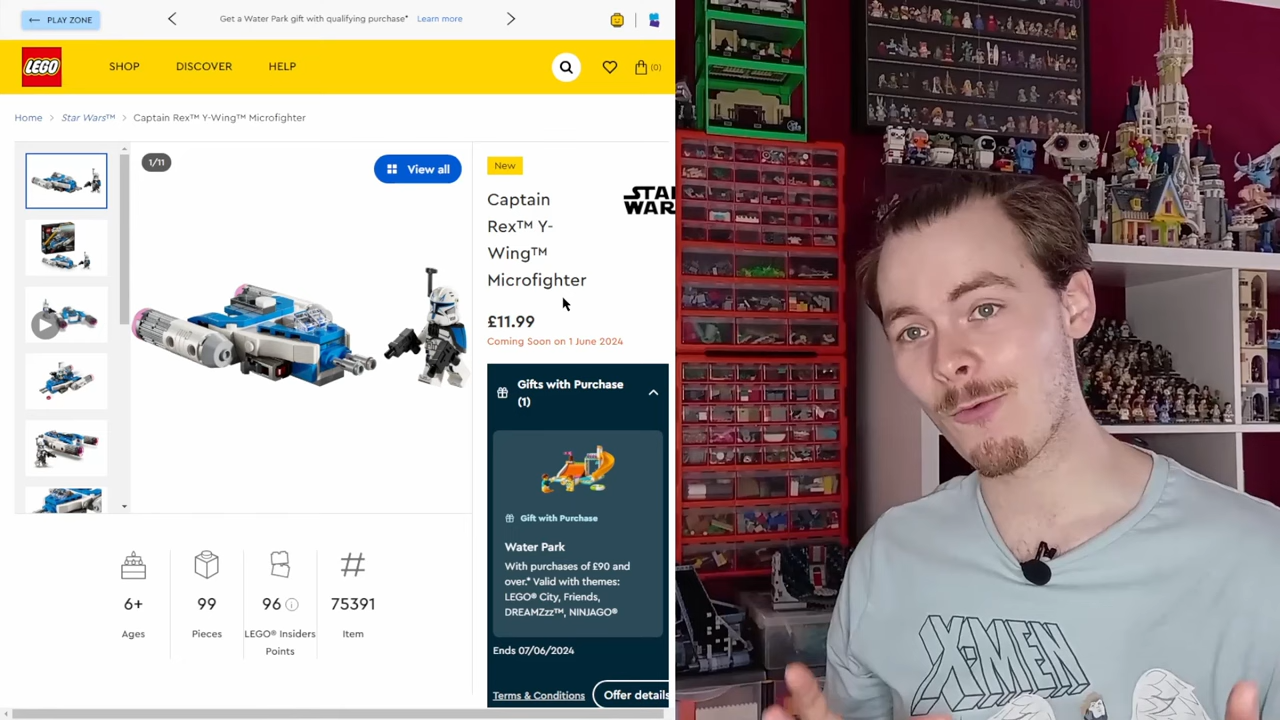 PLAY ZONE
Get a Water Park gift with qualifying purchase* Learn more
LEGO
SHOP
DISCOVER
HELP
(0)
Home > Star Wars™ > Captain Rex™ Y-Wing™ Microfighter
1/11
View all
New
Captain
Rex™ Y-
Wing™
Microfighter
STAR
WARS
£11.99
Coming Soon on 1 June 2024
Gifts with Purchase
(1)
Gift with Purchase
Water Park
With purchases of £90 and
over.* Valid with themes:
LEGO® City, Friends,
DREAMZzz™, NINJAGO®
Ends 07/06/2024
Terms & Conditions
Offer details
6+
Ages
99
Pieces
96
LEGO® Insiders
Points
#
75391
Item
X-MEN